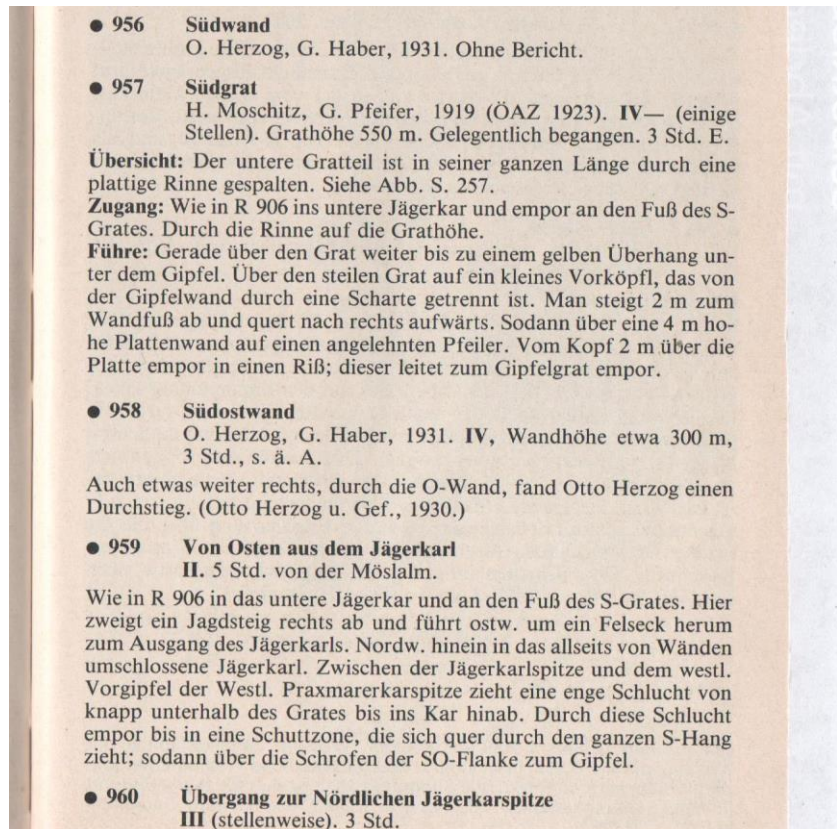 ● 956 Südwand
O. Herzog, G. Haber, 1931. Ohne Bericht.
● 957 Südgrat
H. Moschitz, G. Pfeifer, 1919 (ÖAZ 1923). IV— (einige
Stellen). Grathöhe 550 m. Gelegentlich begangen. 3 Std. E.
Übersicht: Der untere Gratteil ist in seiner ganzen Länge durch eine
plattige Rinne gespalten. Siehe Abb. S. 257.
Zugang: Wie in R 906 ins untere Jägerkar und empor an den Fuß des S-
Grates. Durch die Rinne auf die Grathöhe.
Führe: Gerade über den Grat weiter bis zu einem gelben Überhang un-
ter dem Gipfel. Über den steilen Grat auf ein kleines Vorköpfl, das von
der Gipfelwand durch eine Scharte getrennt ist. Man steigt 2 m zum
Wandfuß ab und quert nach rechts aufwärts. Sodann über eine 4 m ho-
he Plattenwand auf einen angelehnten Pfeiler. Vom Kopf 2 m über die
Platte empor in einen Riß; dieser leitet zum Gipfelgrat empor.
● 958 Südostwand
O. Herzog, G. Haber, 1931. IV, Wandhöhe etwa 300 m,
3 Std., s. ä. A.
Auch etwas weiter rechts, durch die O-Wand, fand Otto Herzog einen
Durchstieg. (Otto Herzog u. Gef., 1930.)
● 959 Von Osten aus dem Jägerkarl
II. 5 Std. von der Möslalm.
Wie in R 906 in das untere Jägerkar und an den Fuß des S-Grates. Hier
zweigt ein Jagdsteig rechts ab und führt ostw. um ein Felseck herum
zum Ausgang des Jägerkarls. Nordw. hinein in das allseits von Wänden
umschlossene Jägerkarl. Zwischen der Jägerkarlspitze und dem westl.
Vorgipfel der Westl. Praxmarerkarspitze zieht eine enge Schlucht von
knapp unterhalb des Grates bis ins Kar hinab. Durch diese Schlucht
empor bis in eine Schuttzone, die sich quer durch den ganzen S-Hang
zieht; sodann über die Schrofen der SO-Flanke zum Gipfel.
● 960 Übergang zur Nördlichen Jägerkarspitze
III (stellenweise). 3 Std.